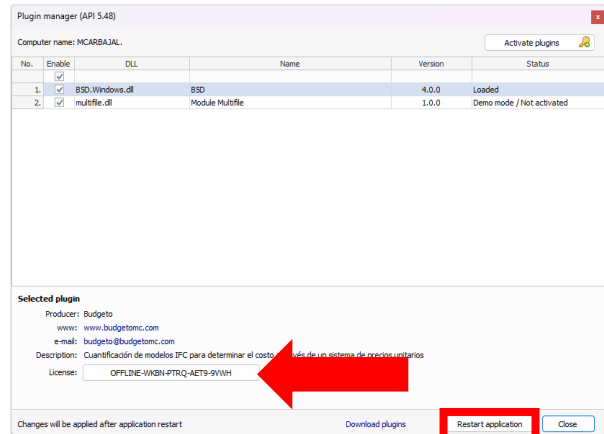 Plugin manager (API 5.48)
x
Computer name: MCARBAJAL.
Activate plugins
No. Enable DLL Name Version Status
1. BSD.Windows.dll BSD 4.0.0 Loaded
2. multifile.dll Module Multifile 1.0.0 Demo mode / Not activated
Selected plugin
Producer: Budgeto
www: www.budgetomc.com
e-mail: budgeto@budgetomc.com
Description: Cuantificación de modelos IFC para determinar el costo vés de un sistema de precios unitarios
License: OFFLINE-WKBN-PTRQ-AET9-9VWH
Changes will be applied after application restart Download plugins Restart application Close